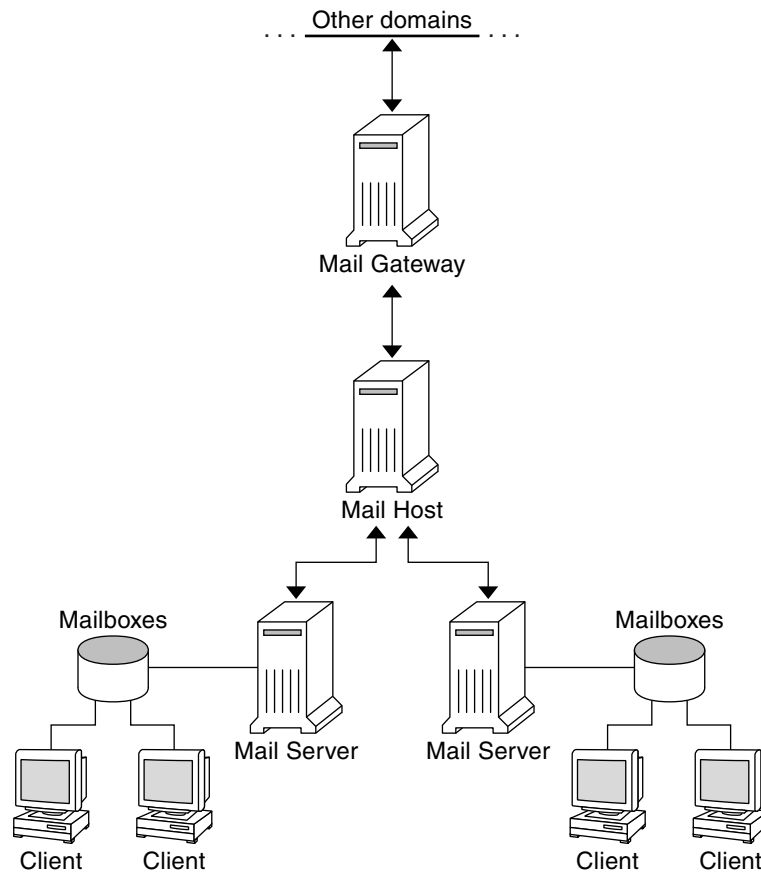 . . . Other domains . . .
Mail Gateway
Mail Host
Mailboxes
Mailboxes
Mail Server
Mail Server
Client
Client
Client
Client